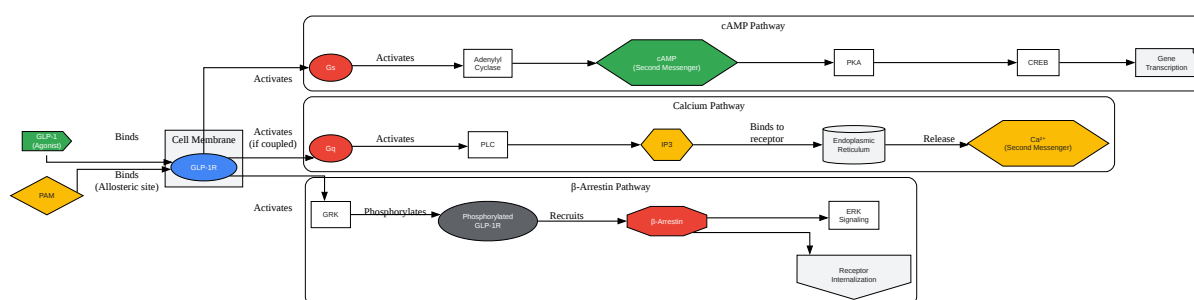 cAMP Pathway
Gs
Activates
Adenylyl
Cyclase
cAMP
(Second Messenger)
PKA
CREB
Gene
Transcription
Activates
Calcium Pathway
GLP-1
(Agonist)
Binds
Cell Membrane
GLP-1R
Activates
(if coupled)
Gq
Activates
PLC
IP3
Binds to
receptor
Endoplasmic
Reticulum
Release
Ca²⁺
(Second Messenger)
PAM
Binds
(Allosteric site)
β-Arrestin Pathway
Activates
GRK
Phosphorylates
Phosphorylated
GLP-1R
Recruits
β-Arrestin
ERK
Signaling
Receptor
Internalization